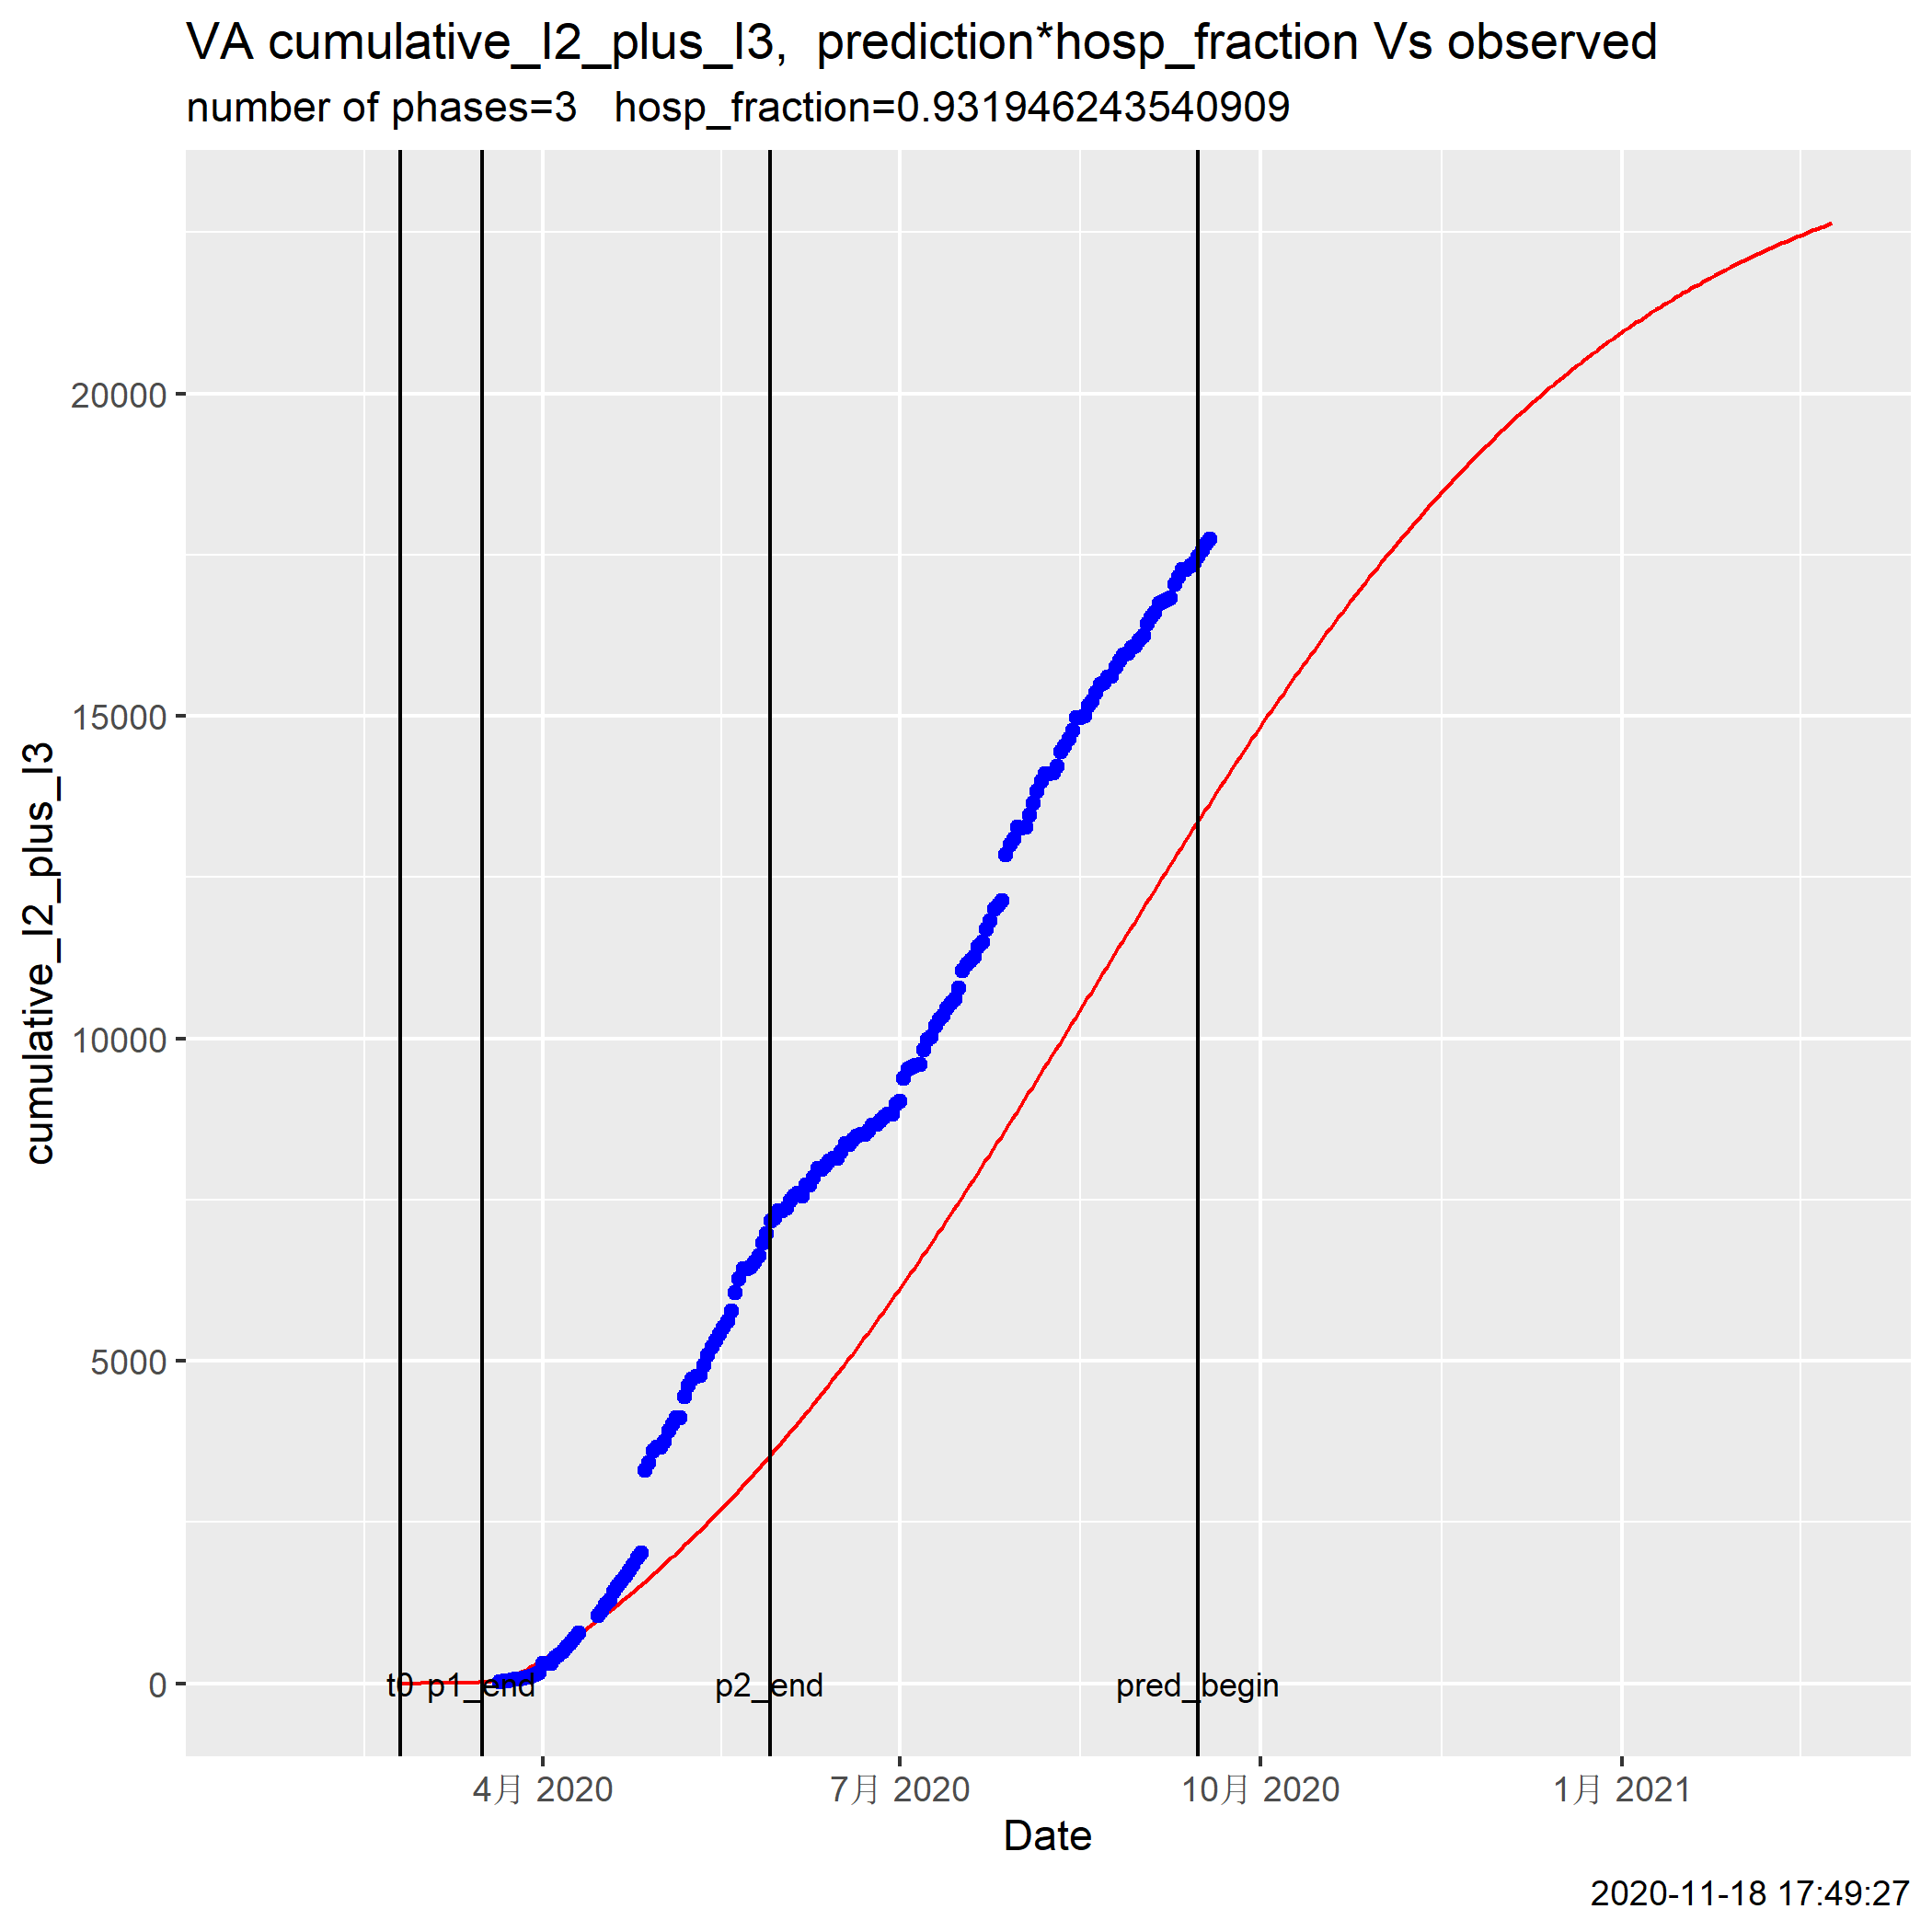 VA cumulative_I2_plus_I3,  prediction*hosp_fraction Vs observed
number of phases=3   hosp_fraction=0.931946243540909
cumulative_I2_plus_I3
20000
15000
10000
5000
0
t0 p1_end p2_end pred_begin
4月 2020 7月 2020 10月 2020 1月 2021
Date
2020-11-18 17:49:27